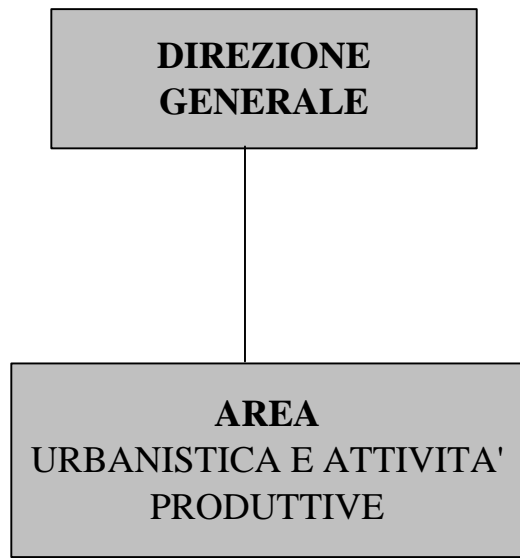 DIREZIONE
GENERALE
AREA
URBANISTICA E ATTIVITA'
PRODUTTIVE